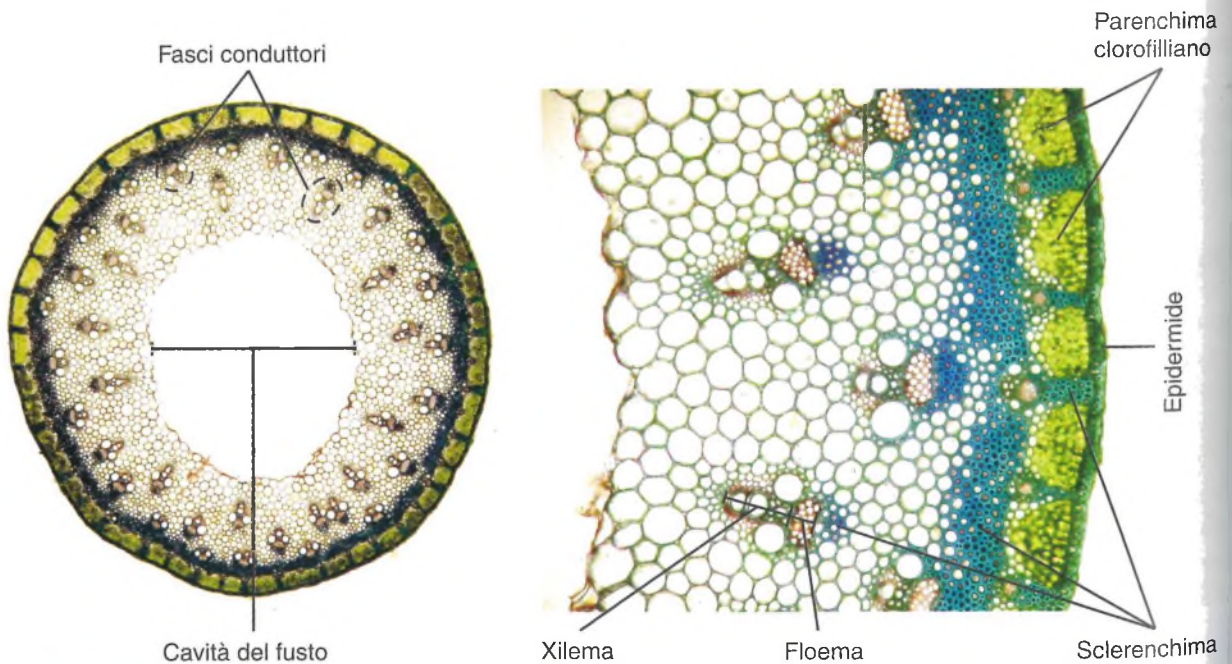 Fasci conduttori
Cavità del fusto
Parenchima
clorofilliano
Epidermide
Xilema
Floema
Sclerenchima